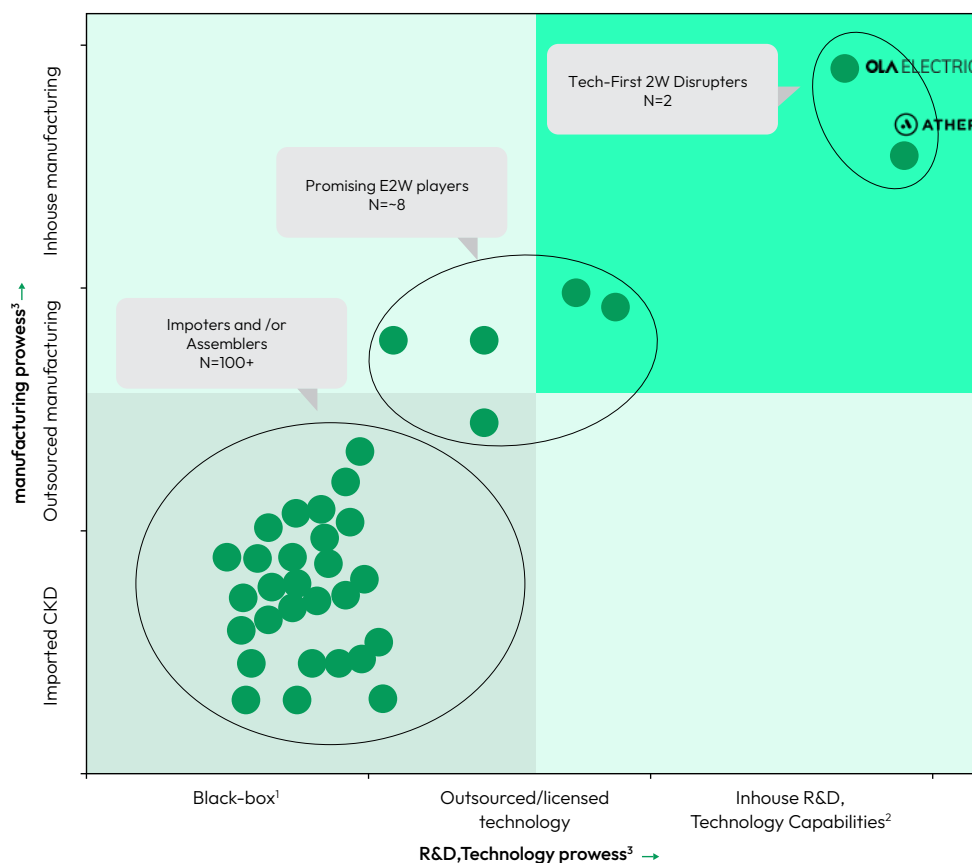 OLA ELECTRIC
Tech-First 2W Disrupters
N=2
ATHER
Promising E2W players
N=~8
Impoters and /or
Assemblers
N=100+
manufacturing prowess³ →
Inhouse manufacturing
Outsourced manufacturing
Imported CKD
Black-box¹
Outsourced/licensed
technology
Inhouse R&D,
Technology Capabilities²
R&D,Technology prowess³ →